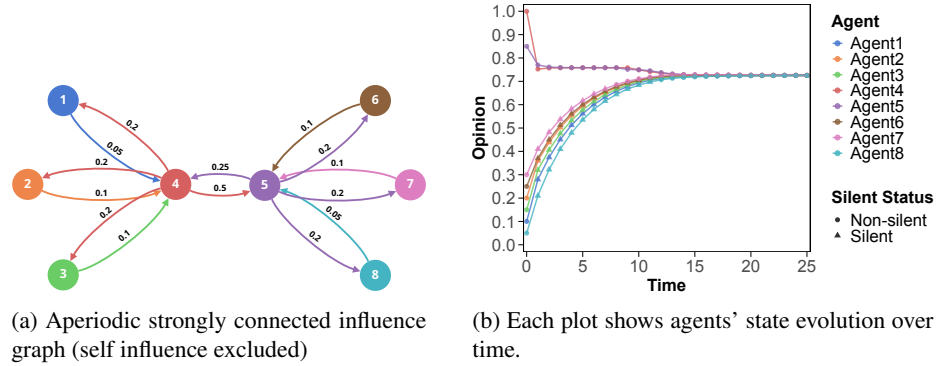 1
6
0.2
0.1
0.05
0.2
0.2
0.25
0.1
2
4
5
7
0.1
0.5
0.2
0.2
0.05
0.1
0.2
3
8
(a) Aperiodic strongly connected influence
graph (self influence excluded)
Opinion
1.0
0.9
0.8
0.7
0.6
0.5
0.4
0.3
0.2
0.1
0.0
0
5
10
15
20
25
Time
Agent
Agent1
Agent2
Agent3
Agent4
Agent5
Agent6
Agent7
Agent8
Silent Status
Non-silent
Silent
(b) Each plot shows agents' state evolution over
time.